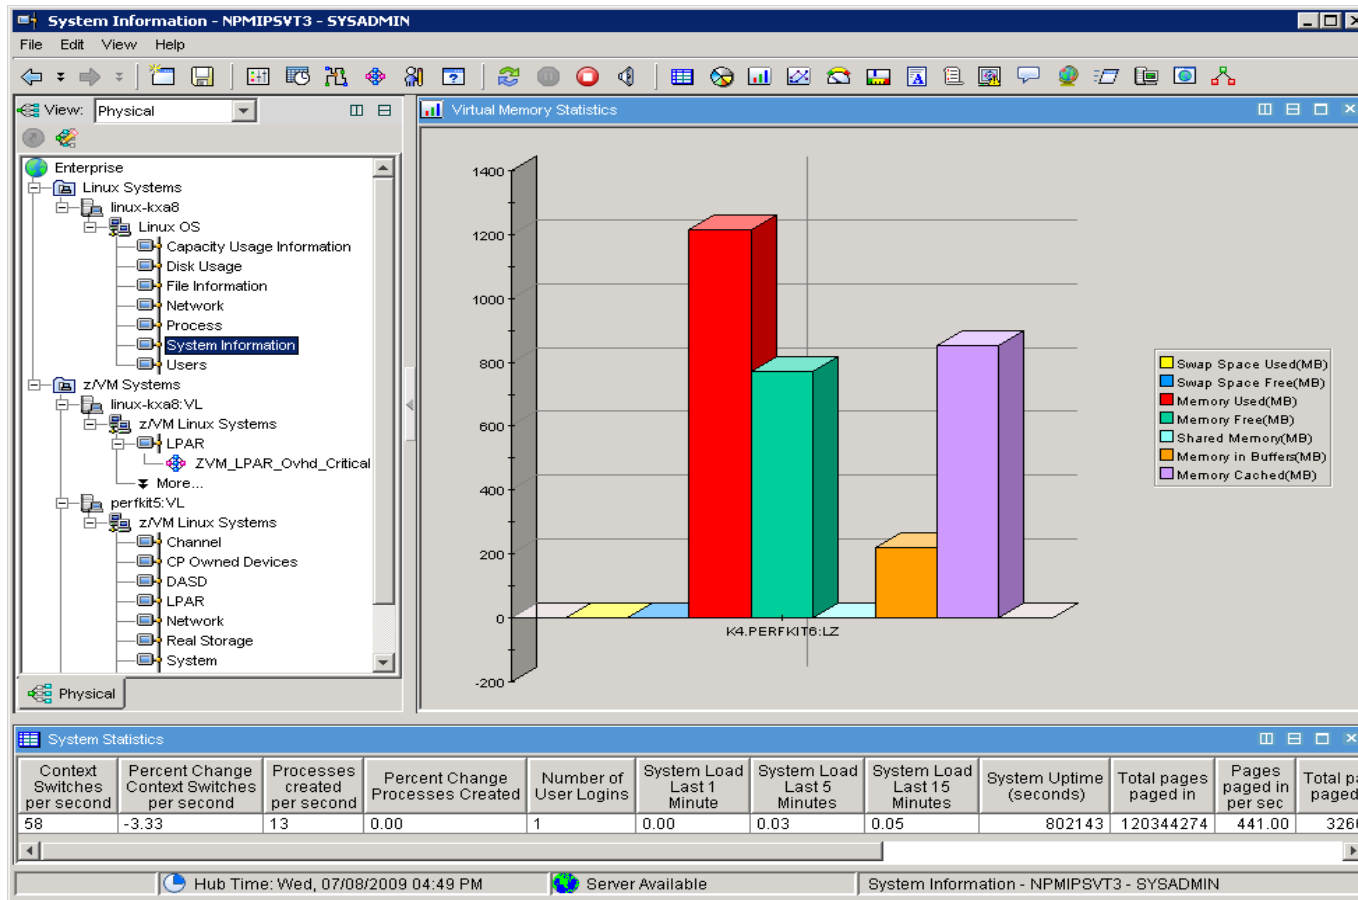 System Information - NPMIPSVT3 - SYSADMIN
File Edit View Help
View: Physical
Enterprise
Linux Systems
linux-kxa8
Linux OS
Capacity Usage Information
Disk Usage
File Information
Network
Process
System Information
Users
z/VM Systems
linux-kxa8:VL
z/VM Linux Systems
LPAR
ZVM_LPAR_Ovhd_Critical
More...
perfkit5:VL
z/VM Linux Systems
Channel
CP Owned Devices
DASD
LPAR
Network
Real Storage
System
Physical
Virtual Memory Statistics
1400
1200
1000
800
600
400
200
0
-200
K4.PERFKIT6:LZ
Swap Space Used(MB)
Swap Space Free(MB)
Memory Used(MB)
Memory Free(MB)
Shared Memory(MB)
Memory in Buffers(MB)
Memory Cached(MB)
System Statistics
Context Switches per second
Percent Change Context Switches per second
Processes created per second
Percent Change Processes Created
Number of User Logins
System Load Last 1 Minute
System Load Last 5 Minutes
System Load Last 15 Minutes
System Uptime (seconds)
Total pages paged in
Pages paged in per sec
Total paged
58 -3.33 13 0.00 1 0.00 0.03 0.05 802143 120344274 441.00 326
Hub Time: Wed, 07/08/2009 04:49 PM
Server Available
System Information - NPMIPSVT3 - SYSADMIN